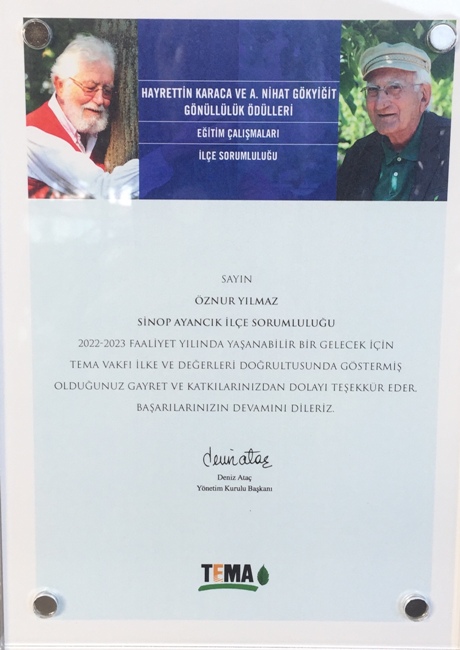 HAYRETTİN KARACA VE A. NİHAT GÖKYİĞİT
GÖNÜLLÜLÜK ÖDÜLLERİ
EĞİTİM ÇALIŞMALARI
İLÇE SORUMLULUĞU
SAYIN
ÖZNUR YILMAZ
SİNOP AYANCIK İLÇE SORUMLULUĞU
2022-2023 FAALİYET YILINDA YAŞANABİLİR BİR GELECEK İÇİN
TEMA VAKFI İLKE VE DEĞERLERİ DOĞRULTUSUNDA GÖSTERMİŞ
OLDUĞUNUZ GAYRET VE KATKILARINIZDAN DOLAYI TEŞEKKÜR EDER.
BAŞARILARINIZIN DEVAMINI DİLERİZ.
deniz ataç
Deniz Ataç
Yönetim Kurulu Başkanı
TEMA